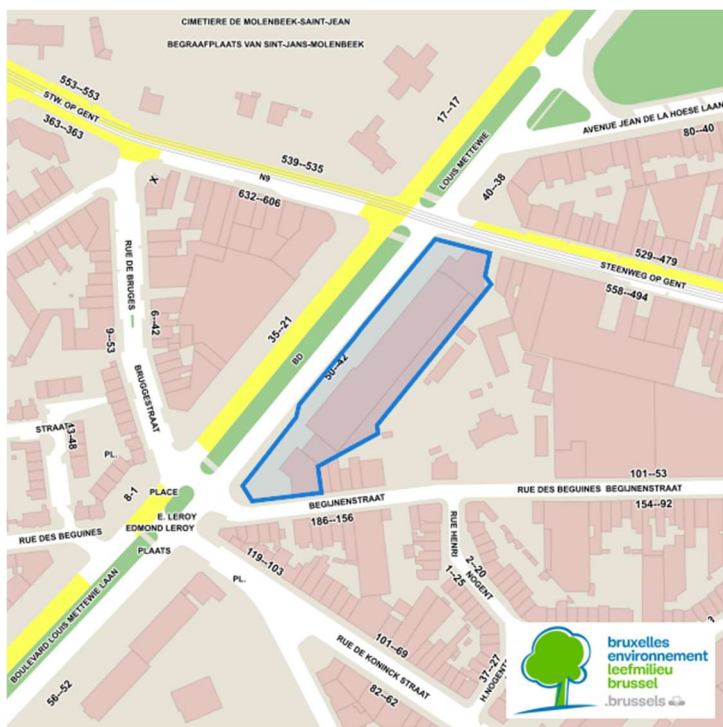 CIMETIERE DE MOLENBEEK-SAINT-JEAN
BEGRAAFPLAATS VAN SINT-JANS-MOLENBEEK
553--553
STW. OP GENT
363--363
17--17
LOUIS METTEWIE
AVENUE JEAN DE LA HOESE LAAN
80--40
40--38
539--535
N9
632--606
X
529--479
STEENWEG OP GENT
558--494
RUE DE BRUGES
6--42
9--53
BRUGGESTRAAT
35--21
BD
50--42
STRAAT
43-48
PL.
8-1
PLACE
E. LEROY
EDMOND LEROY
PLAATS
RUE DES BEGUINES
BEGIJNENSTRAAT
186--156
101--53
RUE DES BEGUINES BEGIJNENSTRAAT
154--92
RUE HENRI
NOGENT
2--20
1--25
119--103
PL.
101--69
RUE DE KONINCK STRAAT
82--62
37--27
H.NOGENT
BOULEVARD LOUIS METTEWIE LAAN
56--52
bruxelles
environnement
leefmilieu
brussel
.brussels